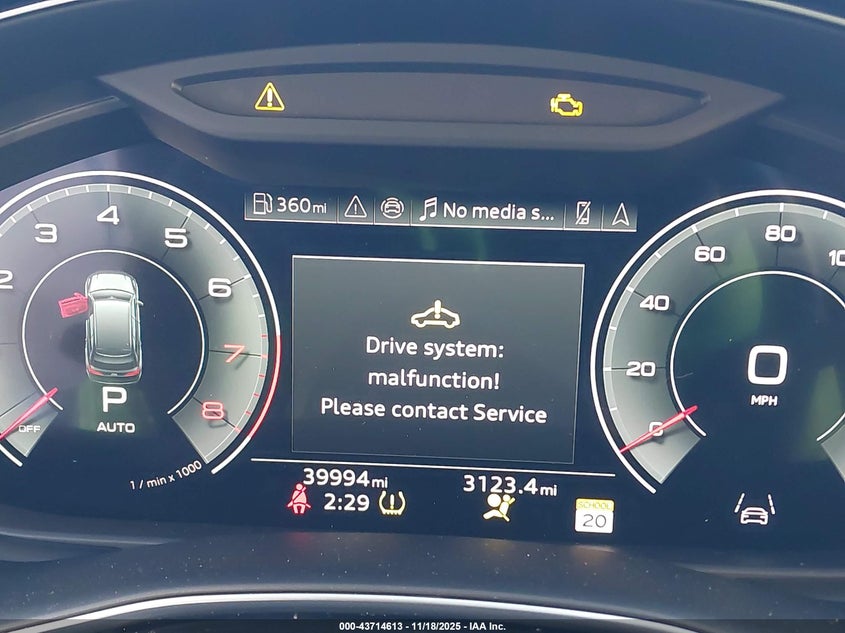 360mi
No media s...
2
3
4
5
6
7
8
OFF
P
AUTO
1 / min x 1000
Drive system:
malfunction!
Please contact Service
0
20
40
60
80
10
0
MPH
39994mi
3123.4mi
2:29
SCHOOL
20
000-43714613 - 11/18/2025 - IAA Inc.